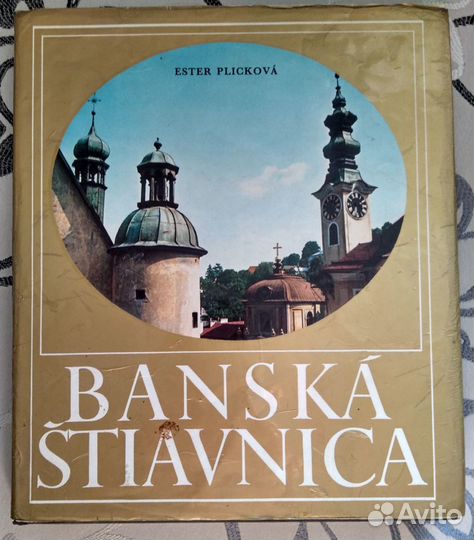 ESTER PLICKOVÁ
BANSKÁ
ŠTIAVNICA
Avito